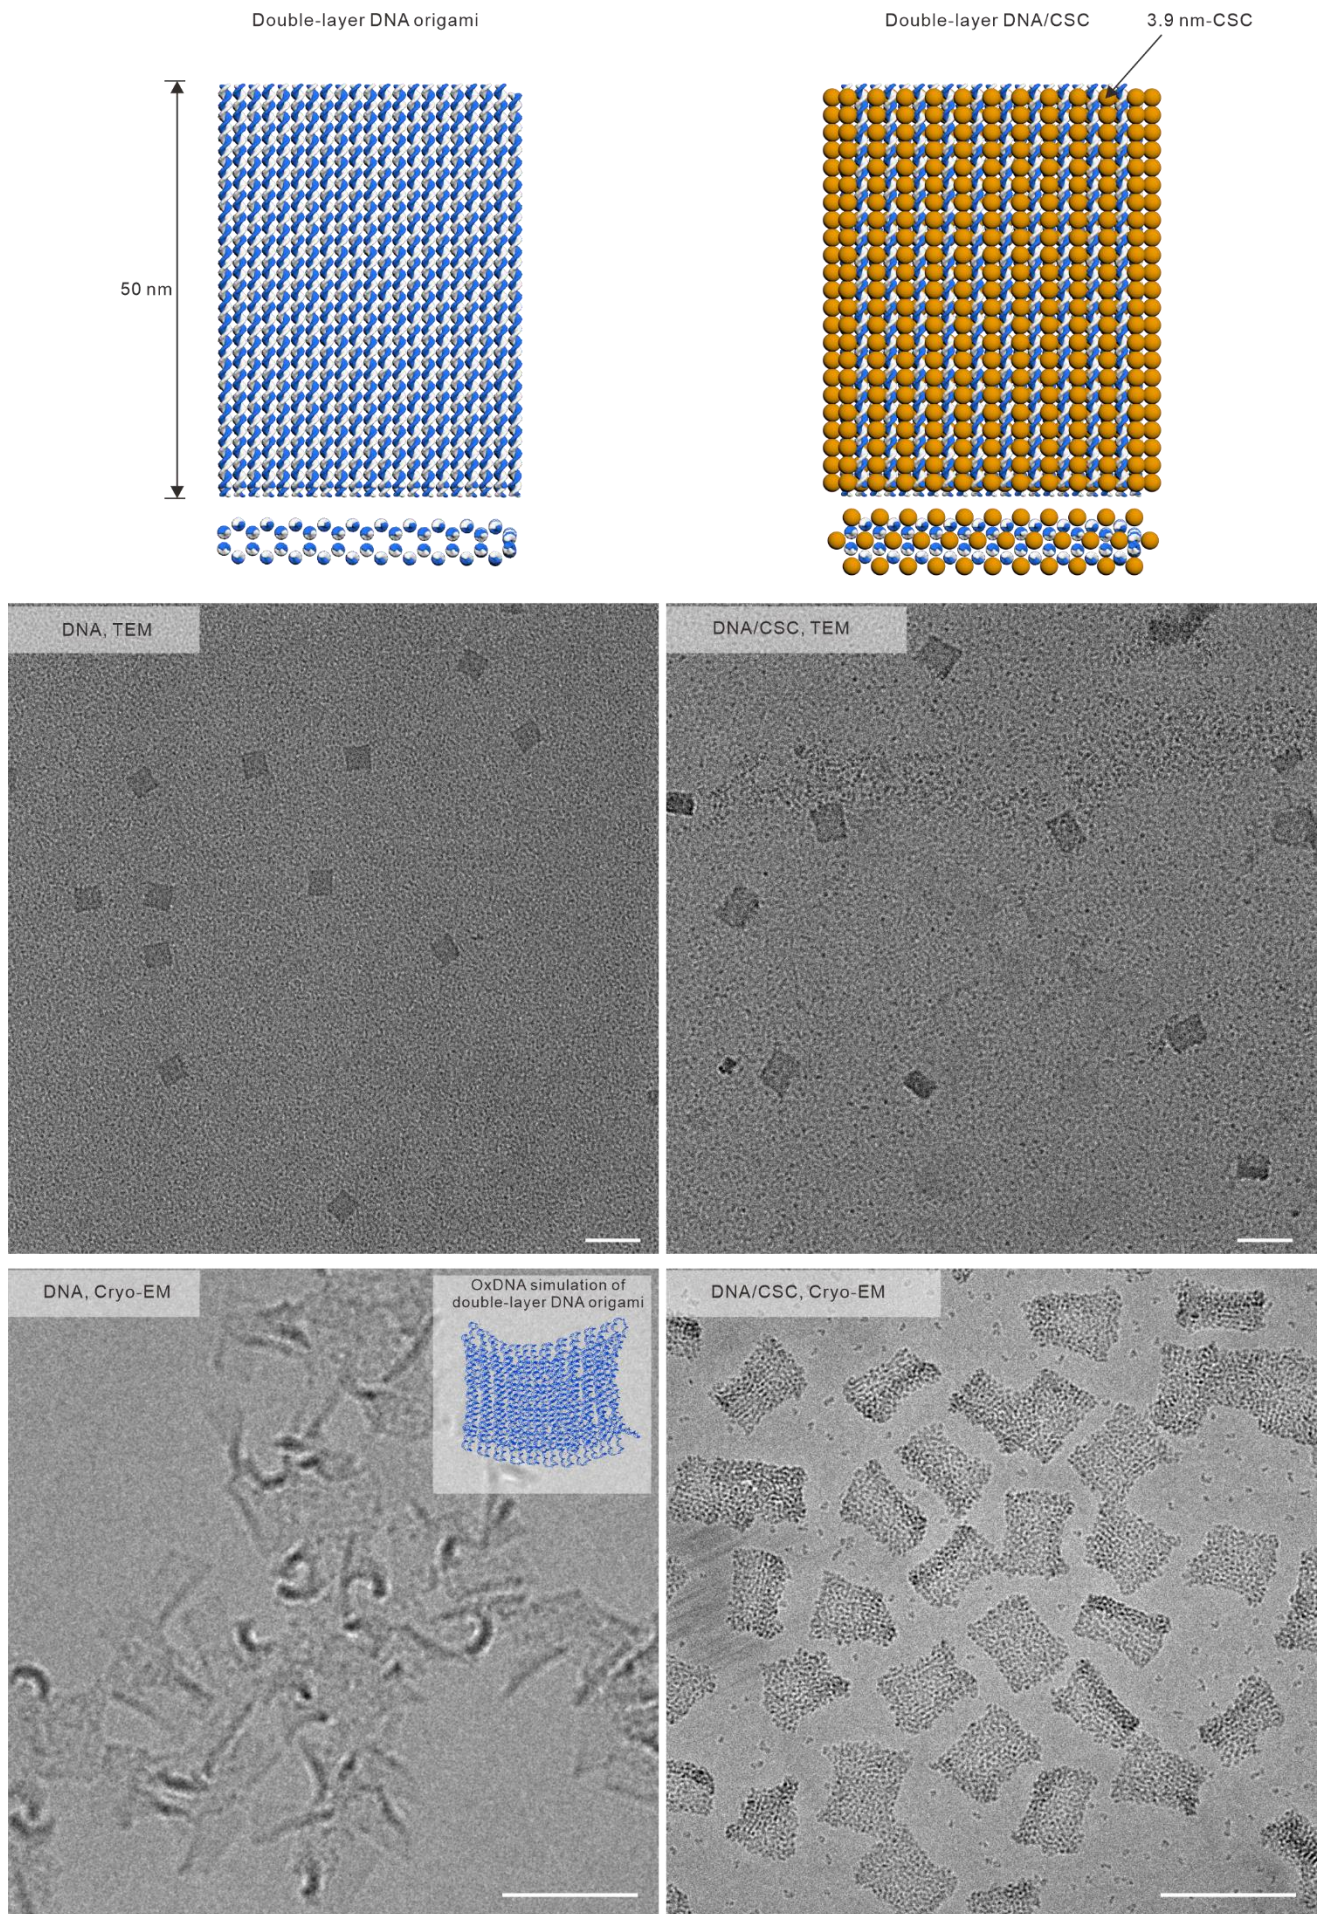 Double-layer DNA origami
Double-layer DNA/CSC
3.9 nm-CSC
50 nm
DNA, TEM
DNA/CSC, TEM
DNA, Cryo-EM
OxDNA simulation of
double-layer DNA origami
DNA/CSC, Cryo-EM